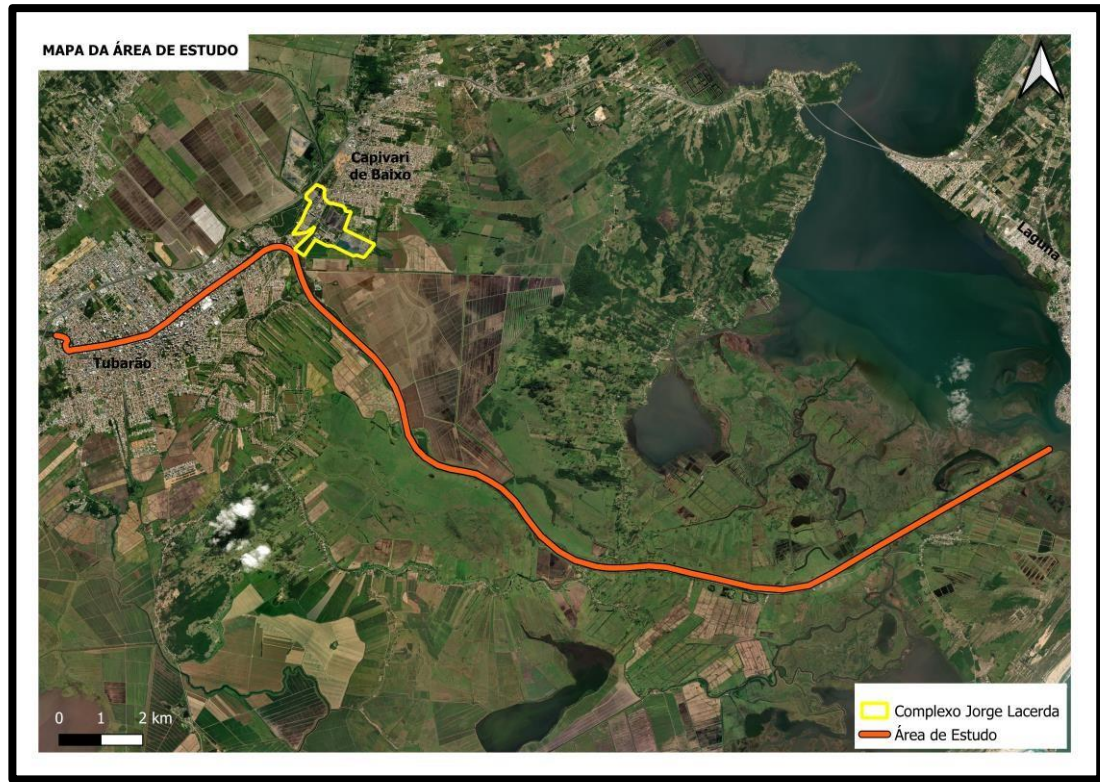 MAPA DA ÁREA DE ESTUDO
Capivari
de Baixo
Laguna
Tubarão
0 1 2 km
Complexo Jorge Lacerda
Área de Estudo